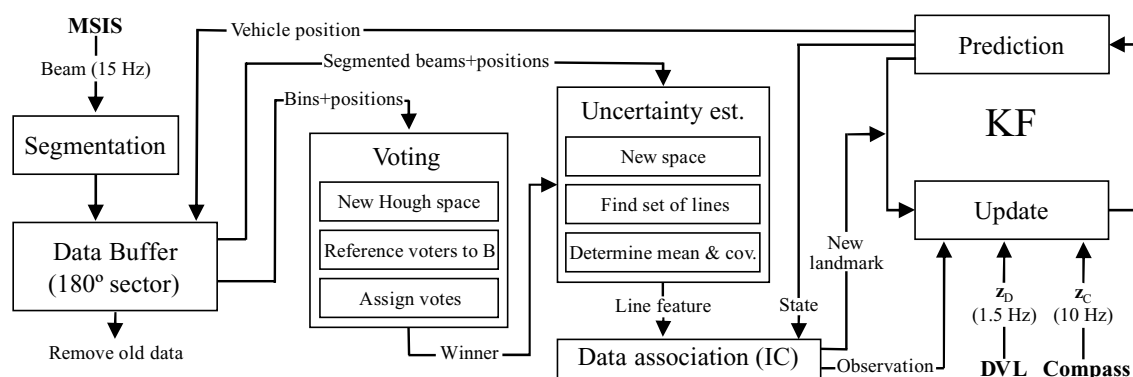 MSIS
Beam (15 Hz)
Segmentation
Data Buffer
(180º sector)
Remove old data
Vehicle position
Segmented beams+positions
Bins+positions
Voting
New Hough space
Reference voters to B
Assign votes
Winner
Uncertainty est.
New space
Find set of lines
Determine mean & cov.
Line feature
State
Data association (IC)
New
landmark
Observation
Prediction
KF
Update
zD
(1.5 Hz)
DVL
zC
(10 Hz)
Compass